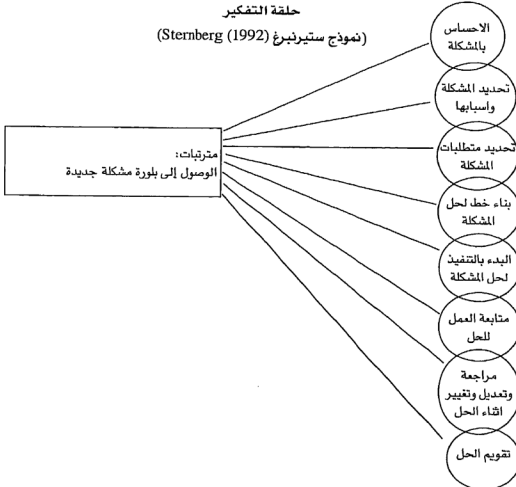 حلقة التفكير
(نموذج ستيرنبرغ (1992) Sternberg)
الاحساس
بالمشكلة
تحديد المشكلة
واسبابها
تحديد متطلبات
المشكلة
بناء خط لحل
المشكلة
البدء بالتنفيذ
لحل المشكلة
متابعة العمل
للحل
مراجعة
وتعديل وتغيير
اثناء الحل
تقويم الحل
مترتبات:
الوصول إلى بلورة مشكلة جديدة